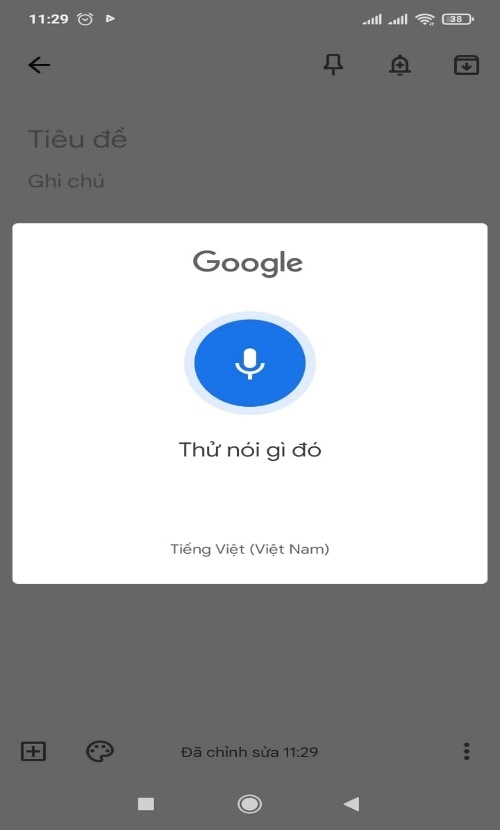 11:29
38
Tiêu đề
Ghi chú
Google
Thử nói gì đó
Tiếng Việt (Việt Nam)
Đã chỉnh sửa 11:29